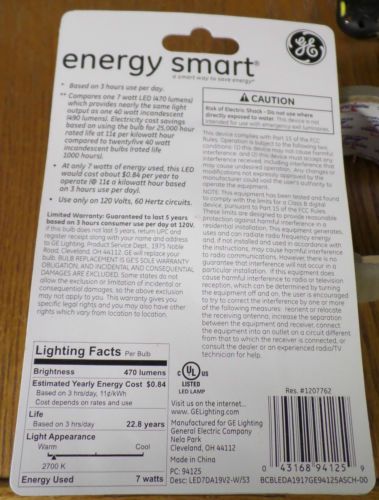 GE
energy smart®
a smart way to save energy®
• Based on 3 hours use per day.
** Compares one 7 watt LED (470 lumens)
which provides nearly the same light
output as one 40 watt incandescent
(490 lumens). Electricity cost savings
based on using the bulb for 25,000 hour
rated life at 11¢ per kilowatt hour
compared to twentyfive 40 watt
incandescent bulbs (rated life
1000 hours).
• At only 7 watts of energy used, this LED
would cost about $0.84 per year to
operate (@ 11¢ a kilowatt hour based
on 3 hours use per day).
• Use only on 120 Volts, 60 Hertz circuits.
Limited Warranty: Guaranteed to last 5 years
based on 3 hours consumer use per day at 120V.
If this bulb does not last 5 years, return UPC and
register receipt along with your name and address
to GE Lighting, Product Service Dept., 1975 Noble
Road, Cleveland, OH 44112. GE will replace your
bulb. BULB REPLACEMENT IS GE'S SOLE WARRANTY
OBLIGATION, AND INCIDENTAL AND CONSEQUENTIAL
DAMAGES ARE EXCLUDED. Some states do not
allow the exclusion or limitation of incidental or
consequential damages, so the above exclusion
may not apply to you. This warranty gives you
specific legal rights and you may also have other
rights which vary from location to location.
CAUTION
Risk of Electric Shock - Do not use where
directly exposed to water. This device is not
intended for use with emergency exit luminaires.
This device complies with Part 15 of the FCC
Rules. Operation is subject to the following two
conditions: (1) this device may not cause harmful
interference, and (2) this device must accept any
interference received, including interference that
may cause undesired operation. Any changes or
modifications not expressly approved by the
manufacturer could void the user's authority to
operate the equipment.
NOTE: This equipment has been tested and found
to comply with the limits for a Class B digital
device, pursuant to Part 15 of the FCC Rules.
These limits are designed to provide reasonable
protection against harmful interference in a
residential installation. This equipment generates,
uses and can radiate radio frequency energy
and, if not installed and used in accordance with
the instructions, may cause harmful interference
to radio communications. However, there is no
guarantee that interference will not occur in a
particular installation. If this equipment does
cause harmful interference to radio or television
reception, which can be determined by turning
the equipment off and on, the user is encouraged
to try to correct the interference by one or more
of the following measures: reorient or relocate
the receiving antenna, increase the separation
between the equipment and receiver, connect
the equipment into an outlet on a circuit different
from that to which the receiver is connected, or
consult the dealer or an experienced radio/TV
technician for help.
Lighting Facts Per Bulb
Brightness 470 lumens
Estimated Yearly Energy Cost $0.84
Based on 3 hrs/day, 11¢/kWh
Cost depends on rates and use
Life
Based on 3 hrs/day 22.8 years
Light Appearance
Warm Cool
2700 K
Energy Used 7 watts
c UL® US
LISTED
LED LAMP
Visit us on the internet...
www.GELighting.com
Manufactured for GE Lighting
General Electric Company
Nela Park
Cleveland, OH 44112
Made in China
PC: 94125
Desc: LED7DA19V2-W/S3
Res. #1207762
0 43168 94125 9
BCBLEDA1917GE94125ASCH-00